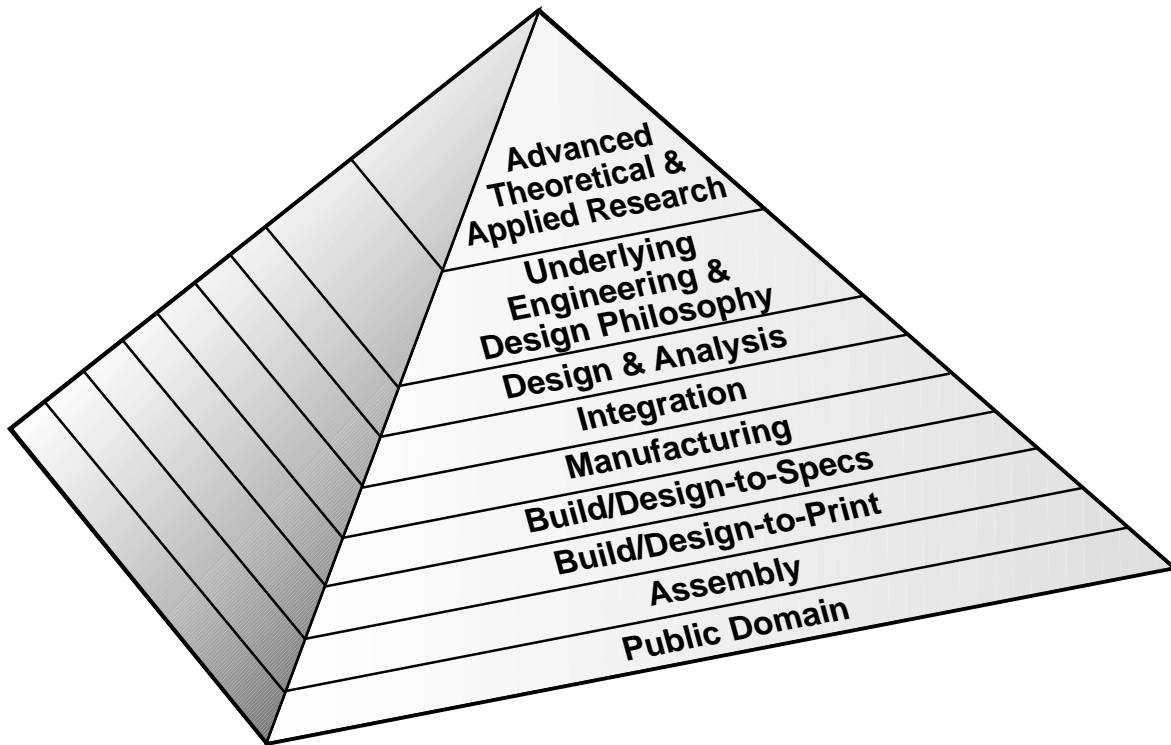 Advanced
Theoretical &
Applied Research
Underlying
Engineering &
Design Philosophy
Design & Analysis
Integration
Manufacturing
Build/Design-to-Specs
Build/Design-to-Print
Assembly
Public Domain